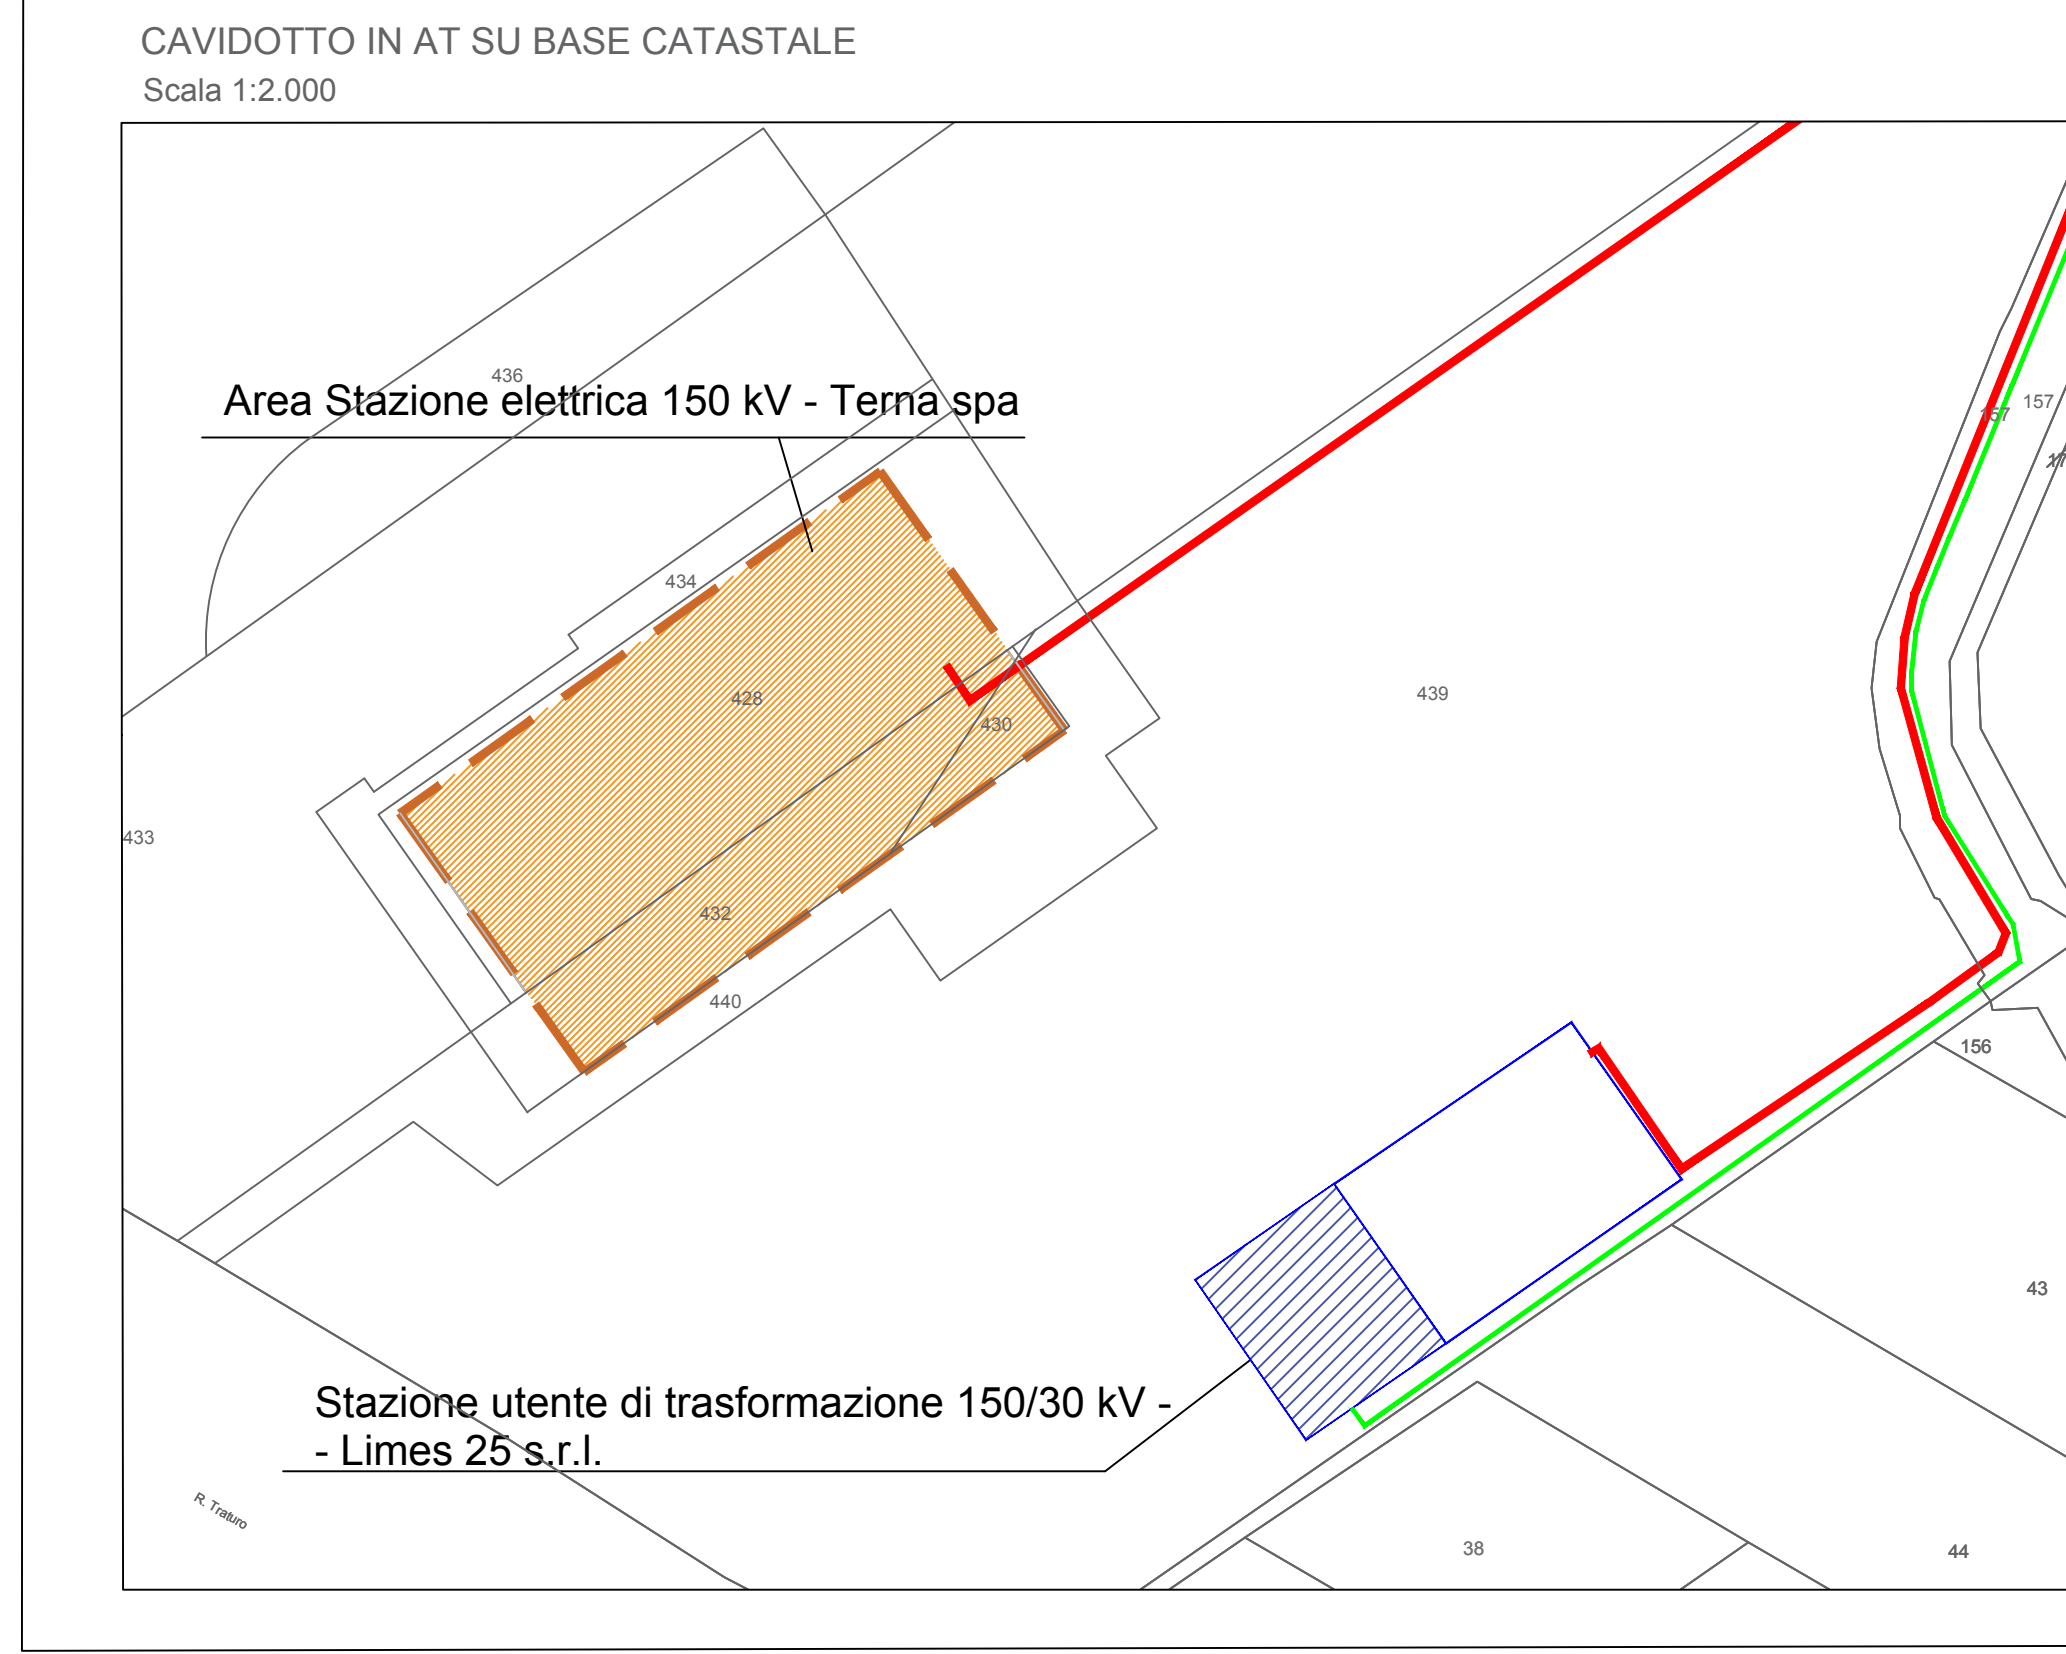 CAVIDOTTO IN AT SU BASE CATASTALE
Scala 1:2.000
436
Area Stazione elettrica 150 kV - Terna spa
157
157
434
428
439
430
433
432
440
156
43
Stazione utente di trasformazione 150/30 kV -
- Limes 25 s.r.l.
R. Traturo
38
44